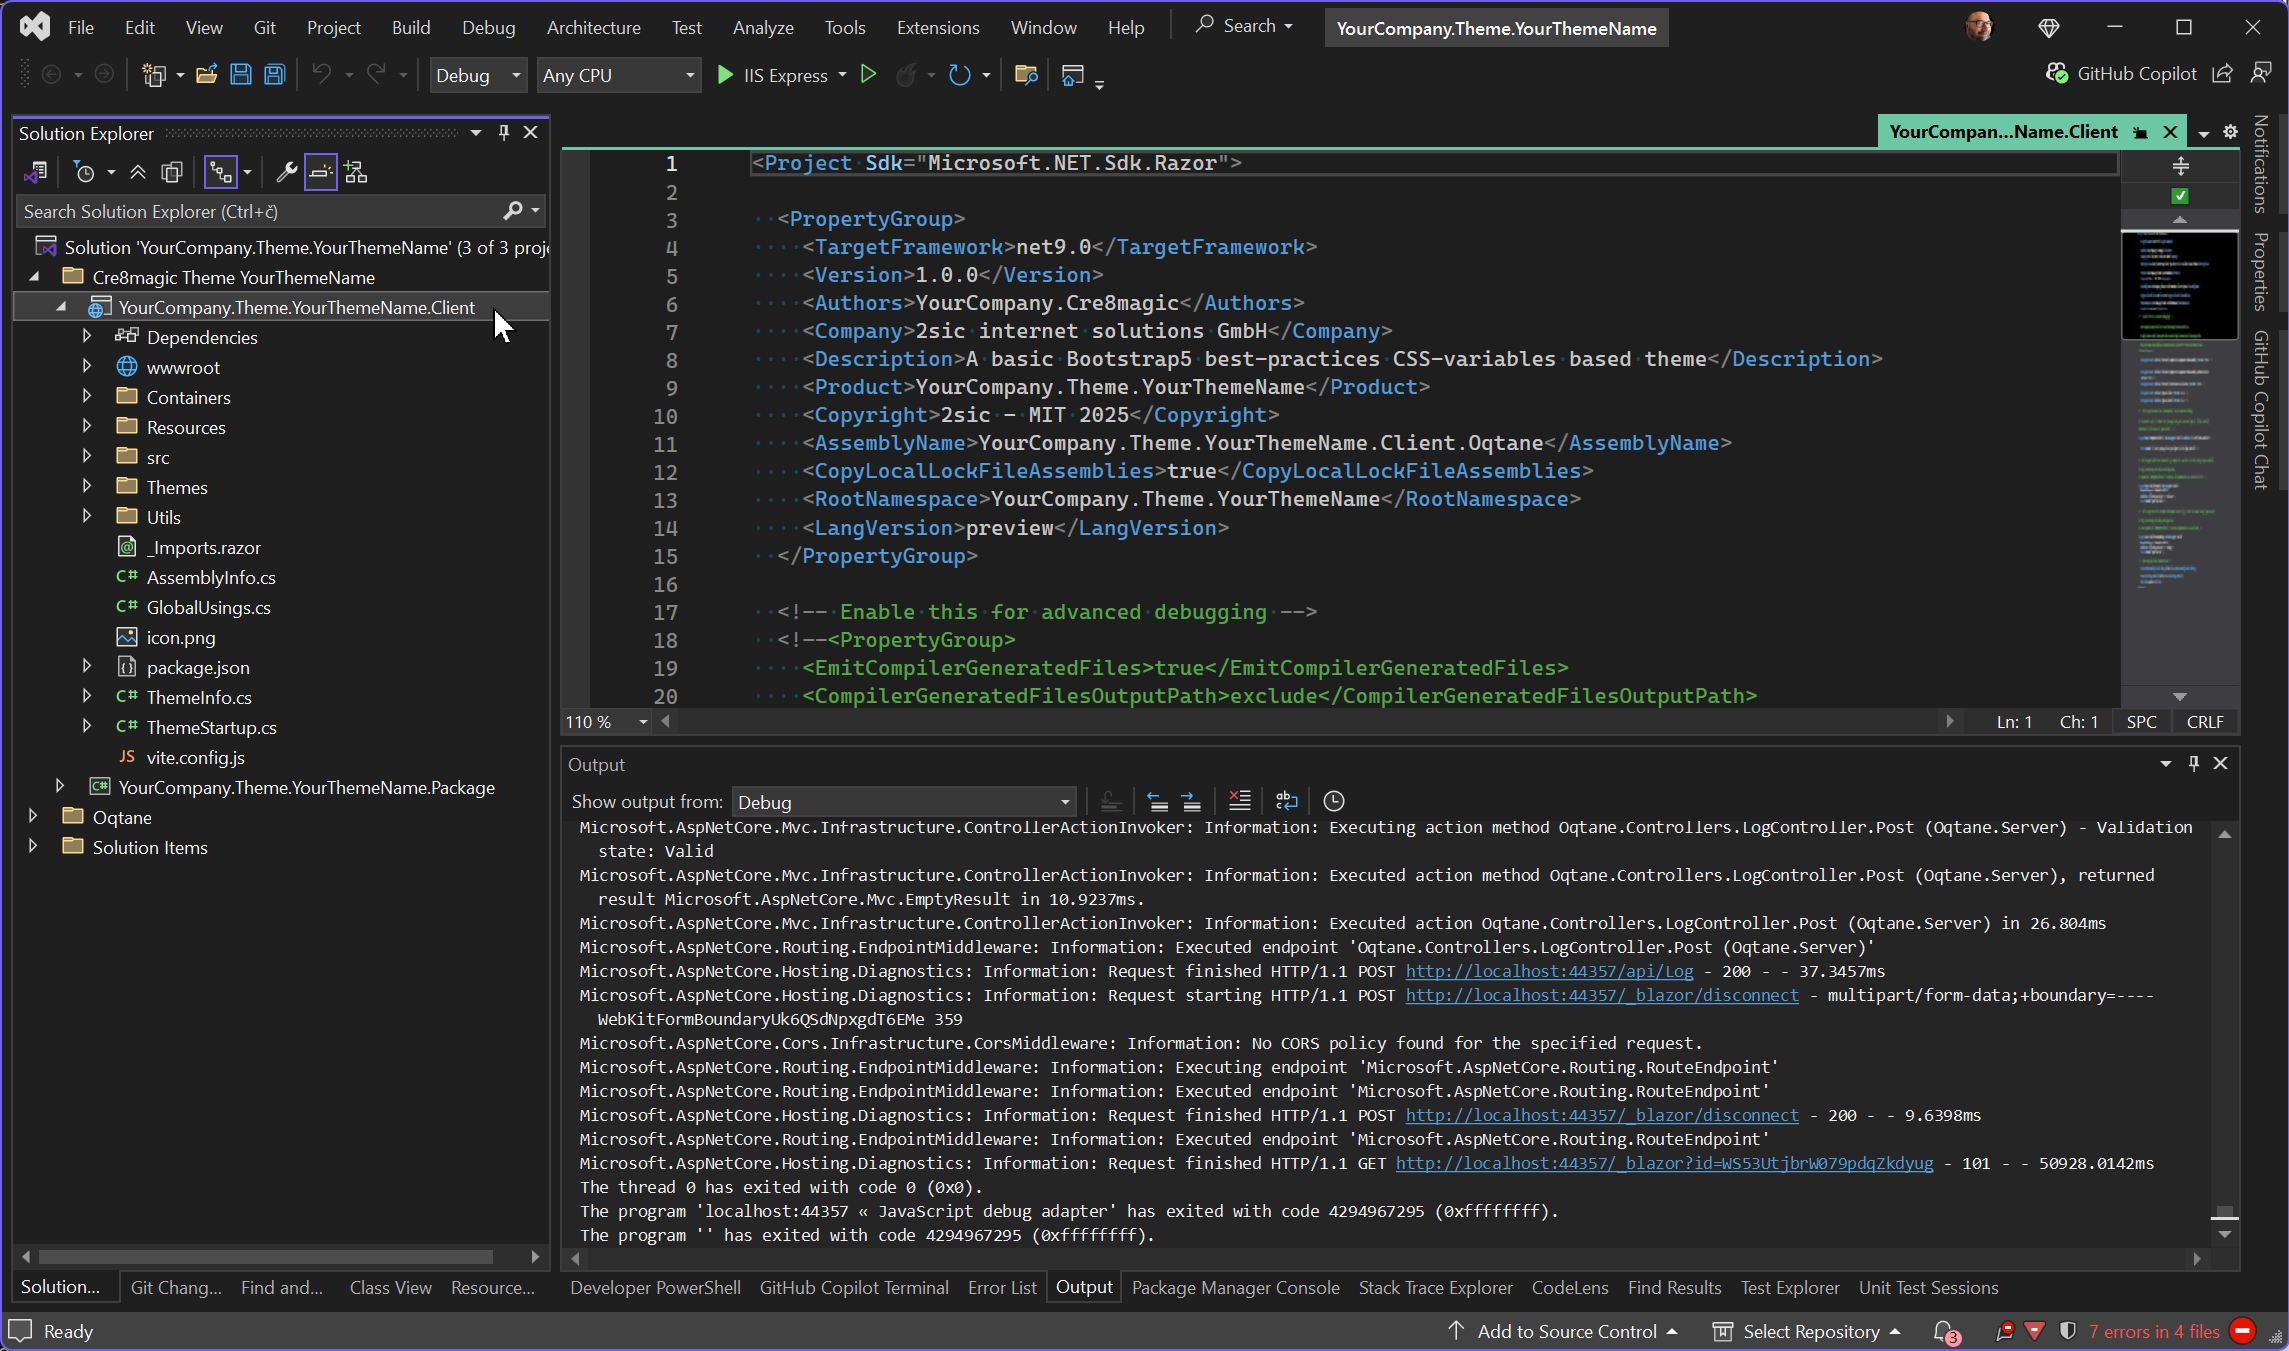 File Edit View Git Project Build Debug Architecture Test Analyze Tools Extensions Window Help Search YourCompany.Theme.YourThemeName
Debug Any CPU IIS Express GitHub Copilot
Solution Explorer
Search Solution Explorer (Ctrl+č)
Solution 'YourCompany.Theme.YourThemeName' (3 of 3 proje
Cre8magic Theme YourThemeName
YourCompany.Theme.YourThemeName.Client
Dependencies
wwwroot
Containers
Resources
src
Themes
Utils
_Imports.razor
C# AssemblyInfo.cs
C# GlobalUsings.cs
icon.png
package.json
C# ThemeInfo.cs
C# ThemeStartup.cs
JS vite.config.js
C# YourCompany.Theme.YourThemeName.Package
Oqtane
Solution Items
Solution... Git Chang... Find and... Class View Resource...
YourCompan...Name.Client
1 <Project Sdk="Microsoft.NET.Sdk.Razor">
2
3 <PropertyGroup>
4 <TargetFramework>net9.0</TargetFramework>
5 <Version>1.0.0</Version>
6 <Authors>YourCompany.Cre8magic</Authors>
7 <Company>2sic internet solutions GmbH</Company>
8 <Description>A basic Bootstrap5 best-practices CSS-variables based theme</Description>
9 <Product>YourCompany.Theme.YourThemeName</Product>
10 <Copyright>2sic - MIT 2025</Copyright>
11 <AssemblyName>YourCompany.Theme.YourThemeName.Client.Oqtane</AssemblyName>
12 <CopyLocalLockFileAssemblies>true</CopyLocalLockFileAssemblies>
13 <RootNamespace>YourCompany.Theme.YourThemeName</RootNamespace>
14 <LangVersion>preview</LangVersion>
15 </PropertyGroup>
16
17 <!-- Enable this for advanced debugging -->
18 <!--<PropertyGroup>
19 <EmitCompilerGeneratedFiles>true</EmitCompilerGeneratedFiles>
20 <CompilerGeneratedFilesOutputPath>exclude</CompilerGeneratedFilesOutputPath>
110 % Ln: 1 Ch: 1 SPC CRLF
Notifications
Properties
GitHub Copilot Chat
Output
Show output from: Debug
Microsoft.AspNetCore.Mvc.Infrastructure.ControllerActionInvoker: Information: Executing action method Oqtane.Controllers.LogController.Post (Oqtane.Server) - Validation
state: Valid
Microsoft.AspNetCore.Mvc.Infrastructure.ControllerActionInvoker: Information: Executed action method Oqtane.Controllers.LogController.Post (Oqtane.Server), returned
result Microsoft.AspNetCore.Mvc.EmptyResult in 10.9237ms.
Microsoft.AspNetCore.Mvc.Infrastructure.ControllerActionInvoker: Information: Executed action Oqtane.Controllers.LogController.Post (Oqtane.Server) in 26.804ms
Microsoft.AspNetCore.Routing.EndpointMiddleware: Information: Executed endpoint 'Oqtane.Controllers.LogController.Post (Oqtane.Server)'
Microsoft.AspNetCore.Hosting.Diagnostics: Information: Request finished HTTP/1.1 POST http://localhost:44357/api/Log - 200 - - 37.3457ms
Microsoft.AspNetCore.Hosting.Diagnostics: Information: Request starting HTTP/1.1 POST http://localhost:44357/_blazor/disconnect - multipart/form-data;+boundary=----
WebKitFormBoundaryUk6QSdNpxgdT6EMe 359
Microsoft.AspNetCore.Cors.Infrastructure.CorsMiddleware: Information: No CORS policy found for the specified request.
Microsoft.AspNetCore.Routing.EndpointMiddleware: Information: Executing endpoint 'Microsoft.AspNetCore.Routing.RouteEndpoint'
Microsoft.AspNetCore.Routing.EndpointMiddleware: Information: Executed endpoint 'Microsoft.AspNetCore.Routing.RouteEndpoint'
Microsoft.AspNetCore.Hosting.Diagnostics: Information: Request finished HTTP/1.1 POST http://localhost:44357/_blazor/disconnect - 200 - - 9.6398ms
Microsoft.AspNetCore.Routing.EndpointMiddleware: Information: Executed endpoint 'Microsoft.AspNetCore.Routing.RouteEndpoint'
Microsoft.AspNetCore.Hosting.Diagnostics: Information: Request finished HTTP/1.1 GET http://localhost:44357/_blazor?id=WS53UtjbrW079pdqZkdyug - 101 - - 50928.0142ms
The thread 0 has exited with code 0 (0x0).
The program 'localhost:44357 « JavaScript debug adapter' has exited with code 4294967295 (0xffffffff).
The program '' has exited with code 4294967295 (0xffffffff).
Developer PowerShell GitHub Copilot Terminal Error List Output Package Manager Console Stack Trace Explorer CodeLens Find Results Test Explorer Unit Test Sessions
Ready Add to Source Control Select Repository 3 7 errors in 4 files